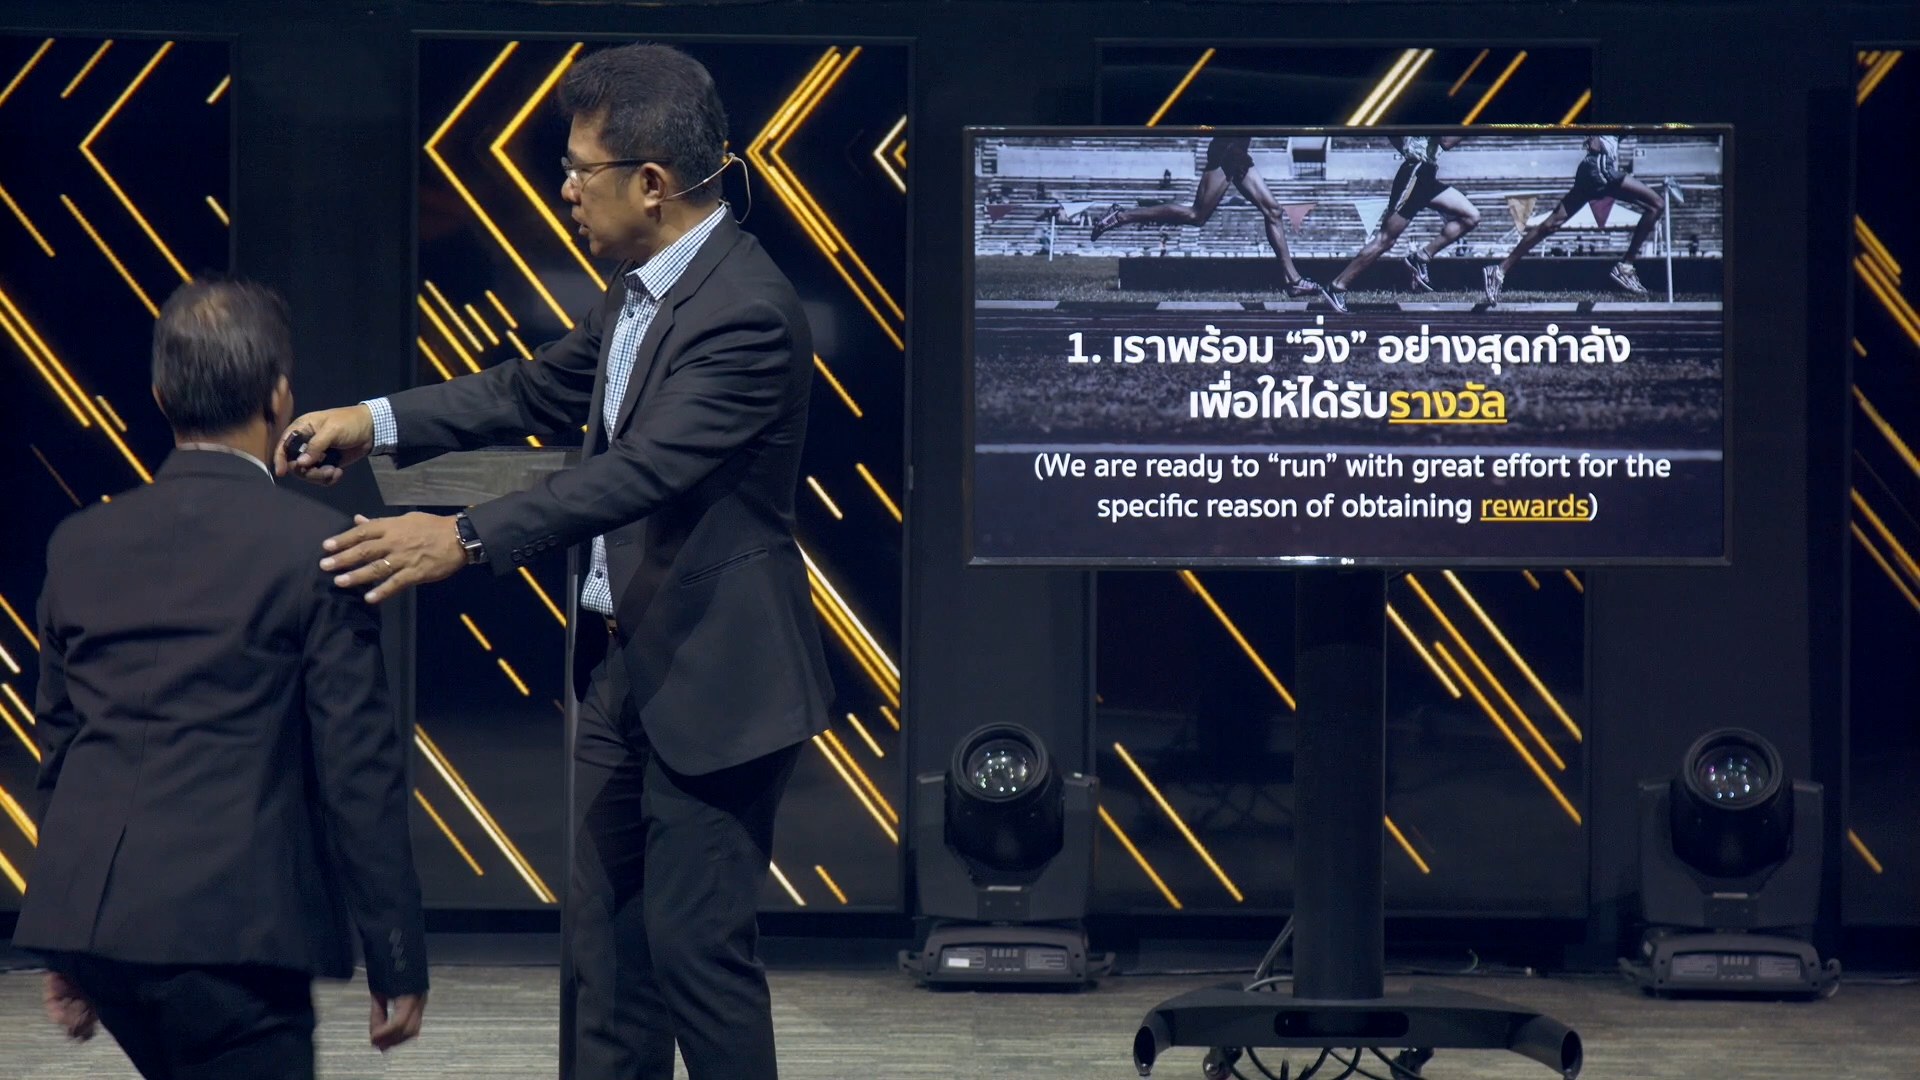 1. เราพร้อม “วิ่ง” อย่างสุดกำลัง
เพื่อให้ได้รับรางวัล
(We are ready to “run” with great effort for the
specific reason of obtaining rewards)
LG